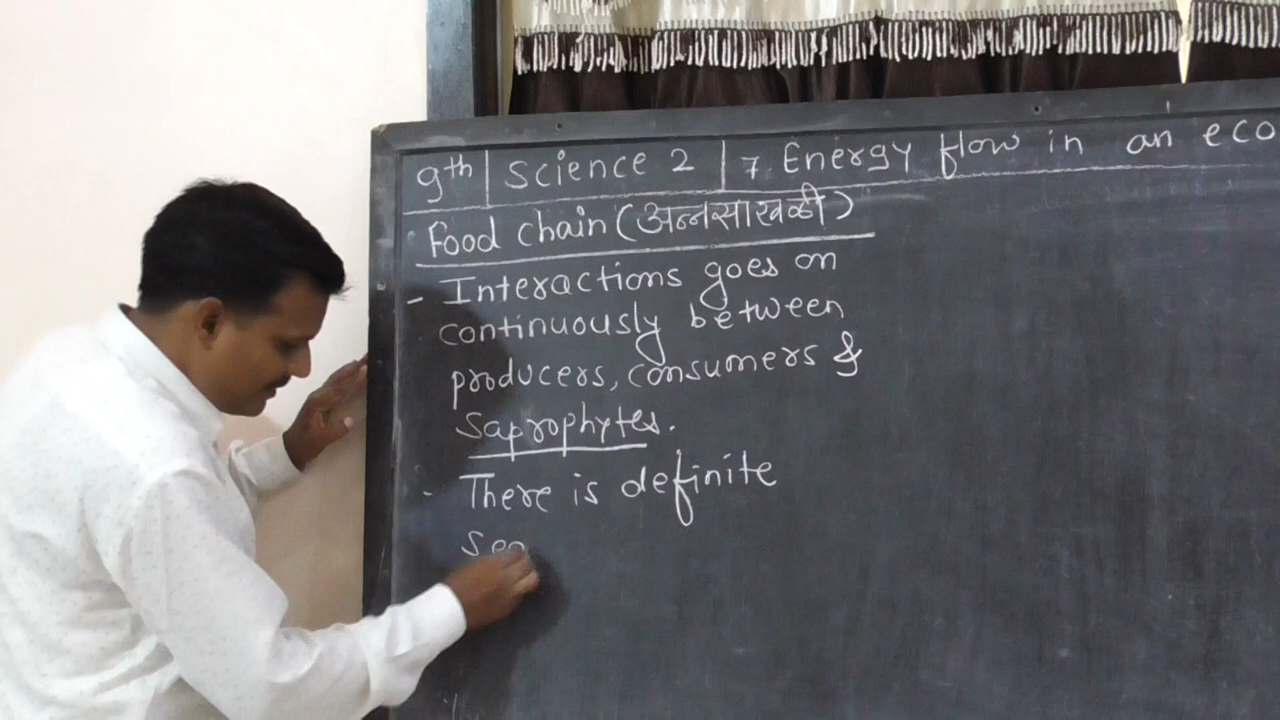 9th | Science 2 | 7. Energy flow in an eco
Food chain (अन्नसाखळी)
- Interactions goes on
continuously between
producers, consumers &
Saprophytes.
- There is definite